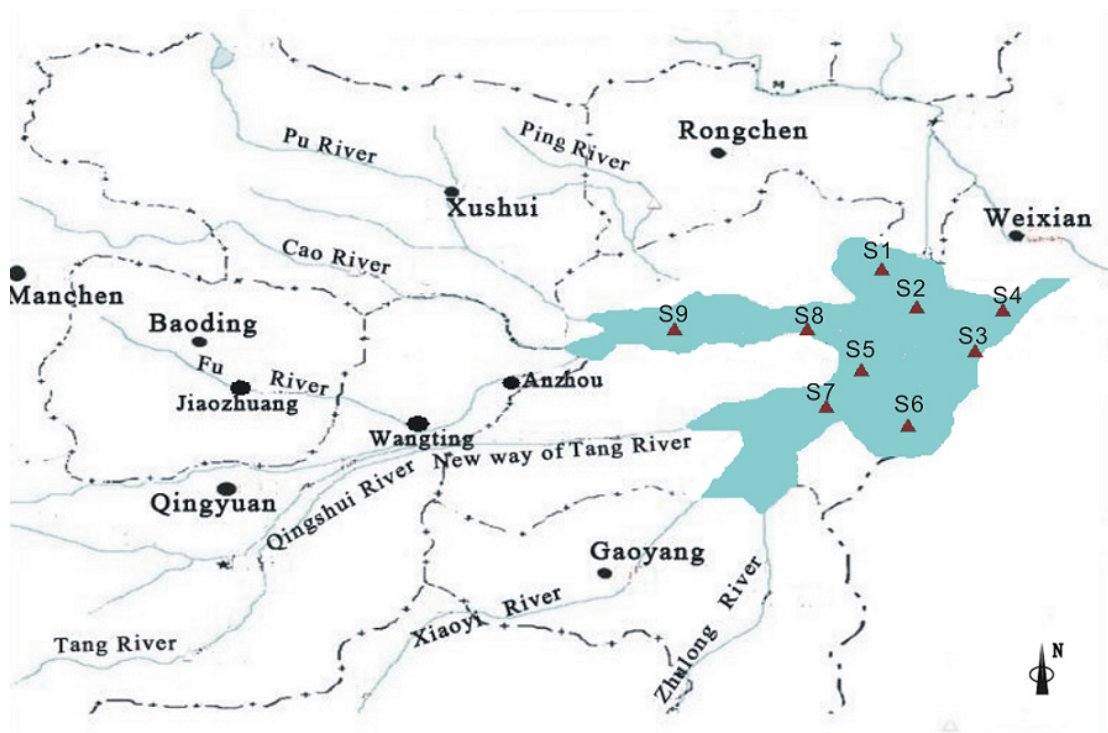 Pu River
Ping River
Rongchen
Xushui
Weixian
Cao River
S1
S2
S4
Manchen
Baoding
S9
S8
S3
Fu River
S5
Anzhou
Jiaozhuang
S7
S6
Wangting
New way of Tang River
Qingyuan
Qingshui River
Gaoyang
Xiaoyi River
Zhulong River
Tang River
N